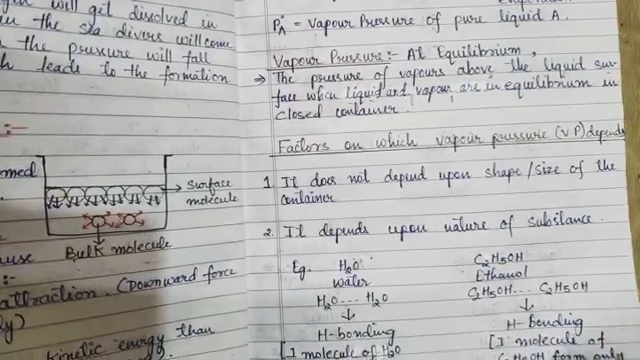 will get dissolved in
the sea divers will come
the pressure will fall
leads to the formation
surface
molecule
Bulk molecule
attraction. (Downward force
kinetic energy than
P°A = Vapour Pressure of pure liquid A.
Vapour Pressure:- At Equilibrium,
→ The pressure of vapours above the liquid sur-
face when liquid and vapour are in equilibrium in
closed container.
Factors on which vapour pressure (V.P) depends
1. It does not depend upon shape/size of the
container
2. It depends upon nature of substance.
Eg. H2O C2H5OH
water Ethanol
H2O... H2O C2H5OH... C2H5OH
↓ ↓
H-bonding H-bonding
[1 molecule of H2O [1 molecule of
form only